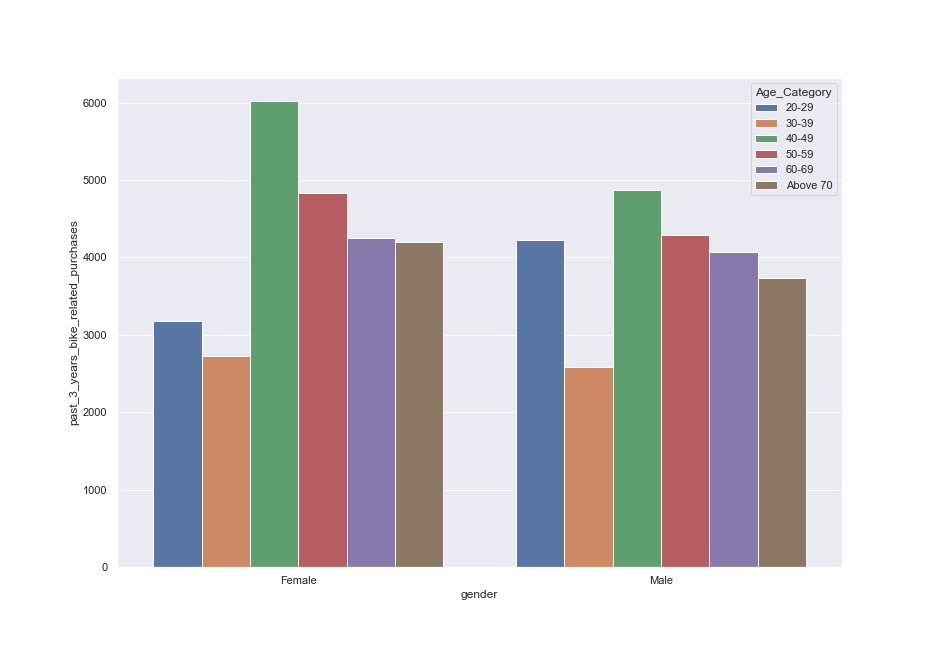 Age_Category
20-29
30-39
40-49
50-59
60-69
Above 70
past_3_years_bike_related_purchases
6000
5000
4000
3000
2000
1000
0
Female
Male
gender